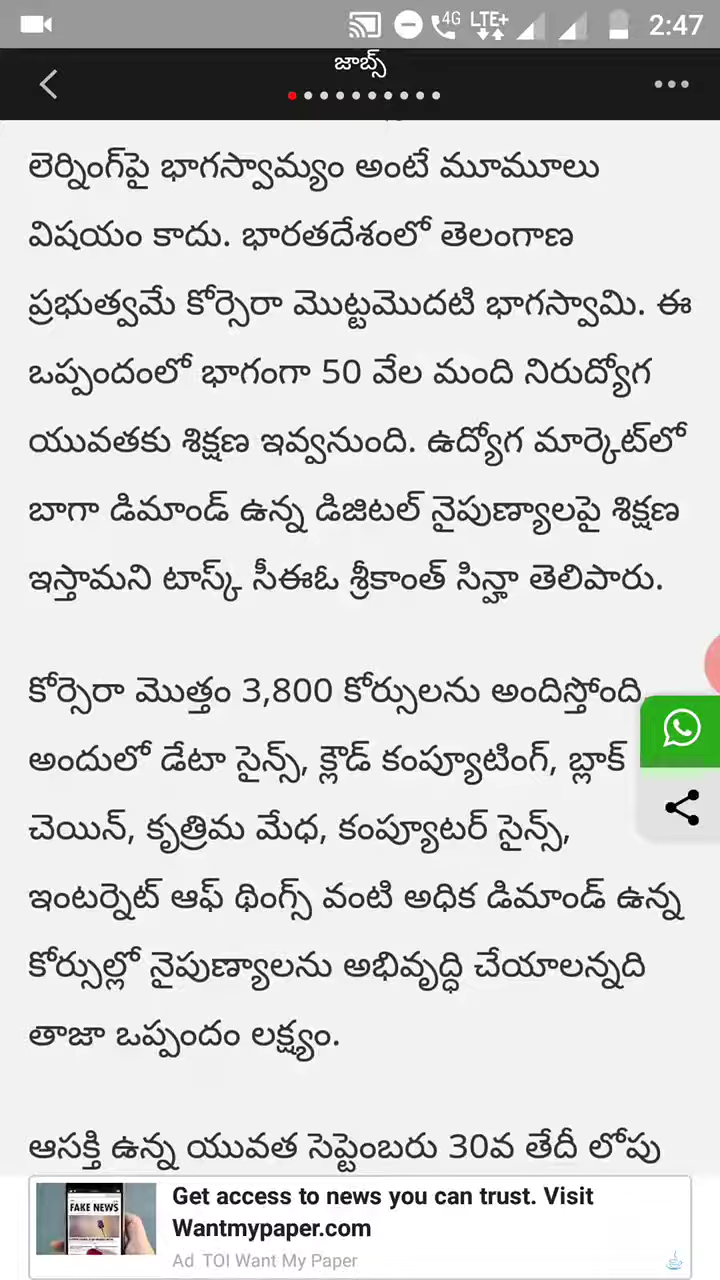 4G LTE+ 2:47
జాబ్స్
లెర్నింగ్‌పై భాగస్వామ్యం అంటే మూమూలు
విషయం కాదు. భారతదేశంలో తెలంగాణ
ప్రభుత్వమే కోర్సెరా మొట్టమొదటి భాగస్వామి. ఈ
ఒప్పందంలో భాగంగా 50 వేల మంది నిరుద్యోగ
యువతకు శిక్షణ ఇవ్వనుంది. ఉద్యోగ మార్కెట్‌లో
బాగా డిమాండ్ ఉన్న డిజిటల్ నైపుణ్యాలపై శిక్షణ
ఇస్తామని టాస్క్ సీఈఓ శ్రీకాంత్ సిన్హా తెలిపారు.
కోర్సెరా మొత్తం 3,800 కోర్సులను అందిస్తోంది.
అందులో డేటా సైన్స్, క్లౌడ్ కంప్యూటింగ్, బ్లాక్
చెయిన్, కృత్రిమ మేధ, కంప్యూటర్ సైన్స్,
ఇంటర్నెట్ ఆఫ్ థింగ్స్ వంటి అధిక డిమాండ్ ఉన్న
కోర్సుల్లో నైపుణ్యాలను అభివృద్ధి చేయాలన్నది
తాజా ఒప్పందం లక్ష్యం.
ఆసక్తి ఉన్న యువత సెప్టెంబరు 30వ తేదీ లోపు
FAKE NEWS
Get access to news you can trust. Visit
Wantmypaper.com
Ad TOI Want My Paper